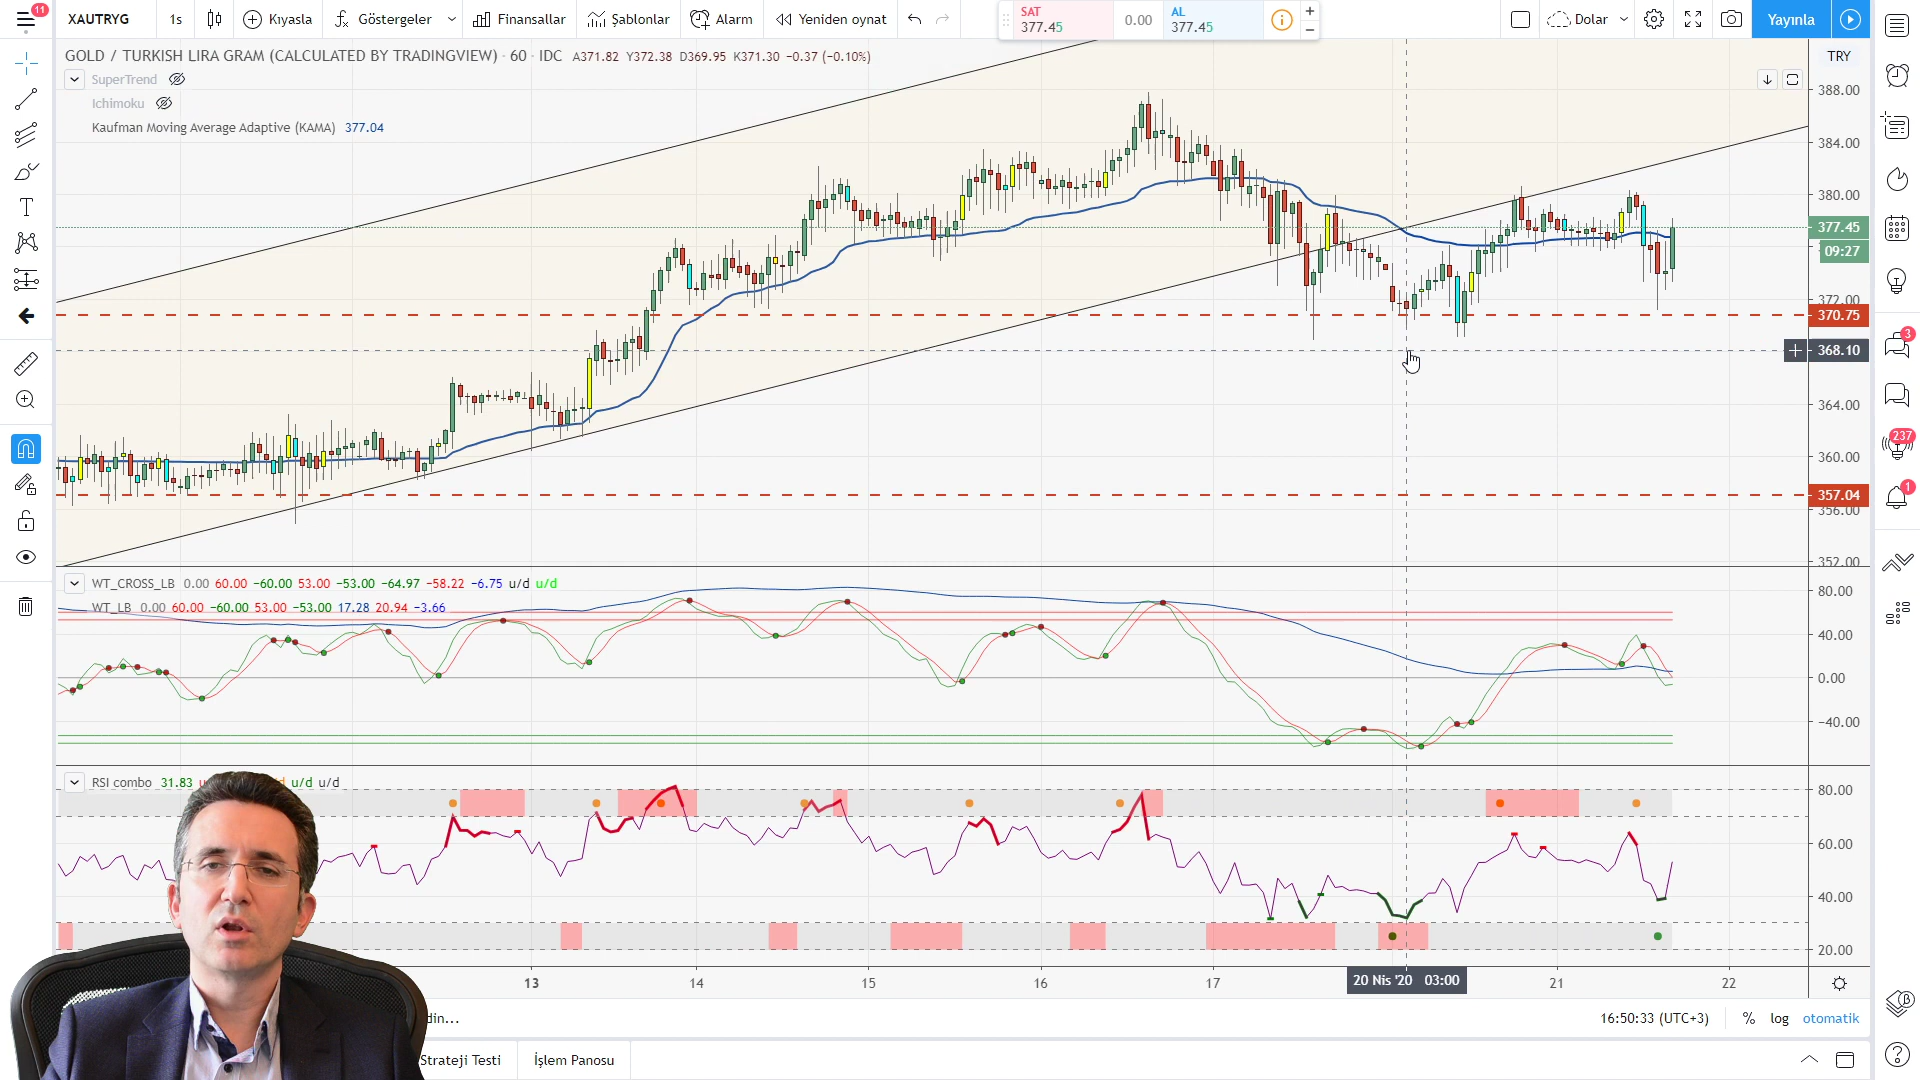 11
XAUTRYG
1s
Kıyasla
Göstergeler
Finansallar
Şablonlar
Alarm
Yeniden oynat
SAT
377.45
0.00
AL
377.45
Dolar
Yayınla
GOLD / TURKISH LIRA GRAM (CALCULATED BY TRADINGVIEW) · 60 · IDC A371.82 Y372.38 D369.95 K371.30 −0.37 (−0.10%)
SuperTrend
Ichimoku
Kaufman Moving Average Adaptive (KAMA) 377.04
TRY
388.00
384.00
380.00
377.45
09:27
372.00
370.75
368.10
364.00
360.00
357.04
356.00
352.00
WT_CROSS_LB 0.00 60.00 −60.00 53.00 −53.00 −64.97 −58.22 −6.75 u/d u/d
WT_LB 0.00 60.00 −60.00 53.00 −53.00 17.28 20.94 −3.66
80.00
40.00
0.00
−40.00
RSI combo 31.83 u/d u/d
80.00
60.00
40.00
20.00
13
14
15
16
17
20 Nis '20 03:00
21
22
16:50:33 (UTC+3)
%
log
otomatik
Strateji Testi
İşlem Panosu
3
237
1